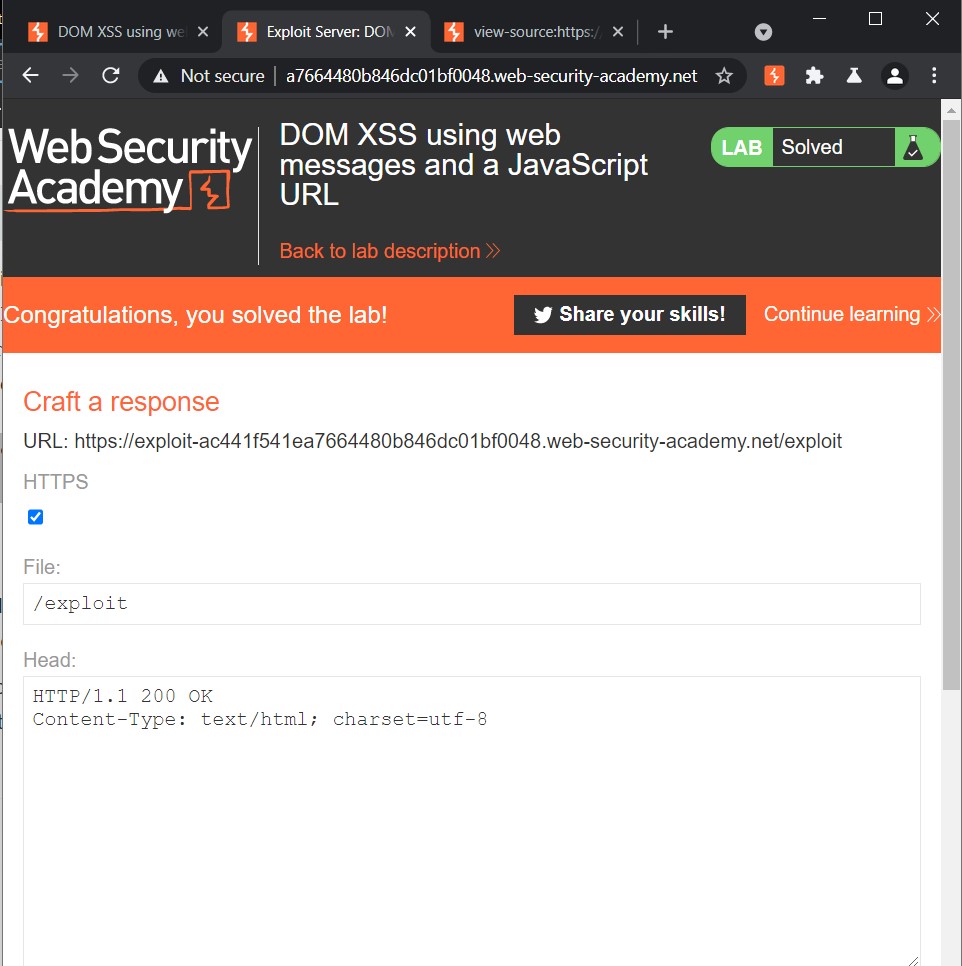 DOM XSS using we
Exploit Server: DOM
view-source:https:/
Not secure
a7664480b846dc01bf0048.web-security-academy.net
Web Security
Academy
DOM XSS using web
messages and a JavaScript
URL
Back to lab description
LAB
Solved
Congratulations, you solved the lab!
Share your skills!
Continue learning
Craft a response
URL: https://exploit-ac441f541ea7664480b846dc01bf0048.web-security-academy.net/exploit
HTTPS
File:
/exploit
Head:
HTTP/1.1 200 OK
Content-Type: text/html; charset=utf-8